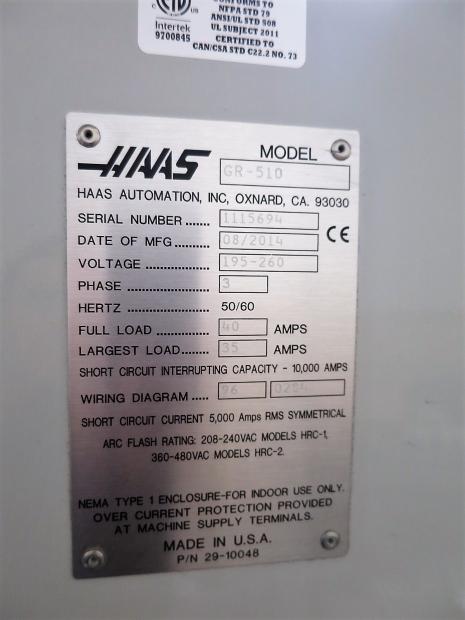 CONFORMS TO
NFPA STD 79
ANSI/UL STD 508
UL SUBJECT 2011
CERTIFIED TO
CAN/CSA STD C22.2 NO. 73
C US
Intertek
9700845
HAAS
MODEL
GR-510
HAAS AUTOMATION, INC, OXNARD, CA. 93030
SERIAL NUMBER ...... 1115694
DATE OF MFG ......... 08/2014 CE
VOLTAGE ................ 195-260
PHASE .................... 3
HERTZ .................... 50/60
FULL LOAD .............. 40 AMPS
LARGEST LOAD....... 35 AMPS
SHORT CIRCUIT INTERRUPTING CAPACITY - 10,000 AMPS
WIRING DIAGRAM ..... 96
SHORT CIRCUIT CURRENT 5,000 Amps RMS SYMMETRICAL
ARC FLASH RATING: 208-240VAC MODELS HRC-1,
360-480VAC MODELS HRC-2.
NEMA TYPE 1 ENCLOSURE-FOR INDOOR USE ONLY.
OVER CURRENT PROTECTION PROVIDED
AT MACHINE SUPPLY TERMINALS.
MADE IN U.S.A.
P/N 29-10048